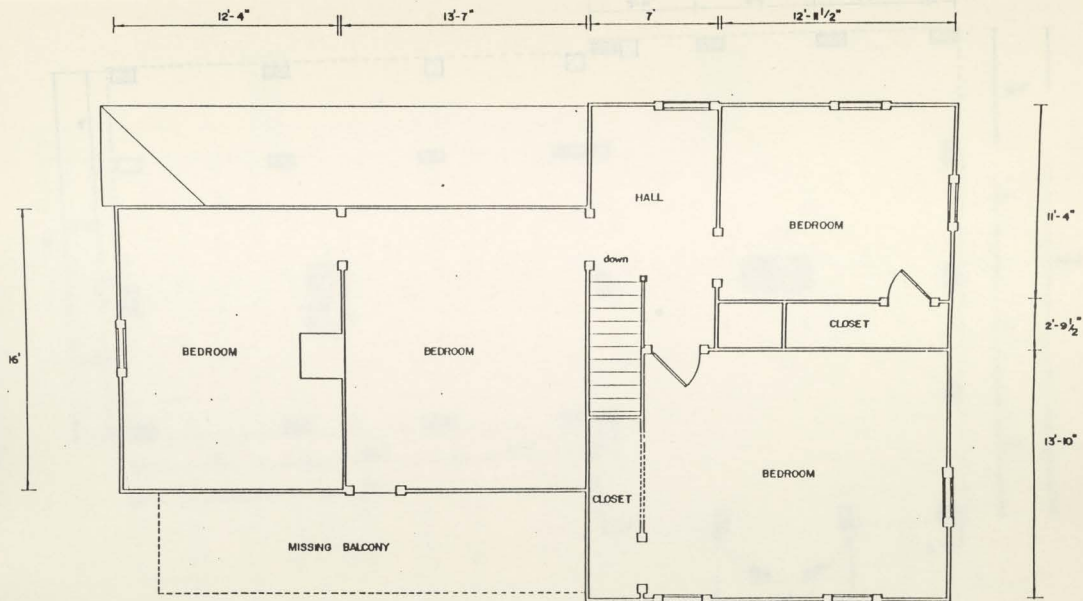 12'-4" 13'-7" 7' 12'-11 1/2"
HALL
BEDROOM
11'-4"
down
CLOSET
2'-9 1/2"
16'
BEDROOM
BEDROOM
13'-10"
BEDROOM
CLOSET
MISSING BALCONY